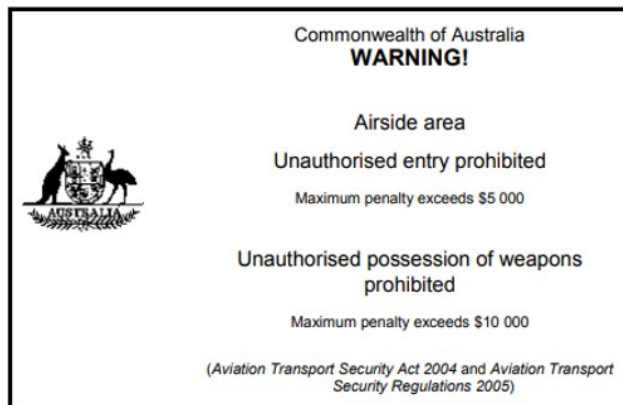 Commonwealth of Australia
WARNING!
Airside area
Unauthorised entry prohibited
Maximum penalty exceeds $5 000
AUSTRALIA
Unauthorised possession of weapons
prohibited
Maximum penalty exceeds $10 000
(Aviation Transport Security Act 2004 and Aviation Transport
Security Regulations 2005)